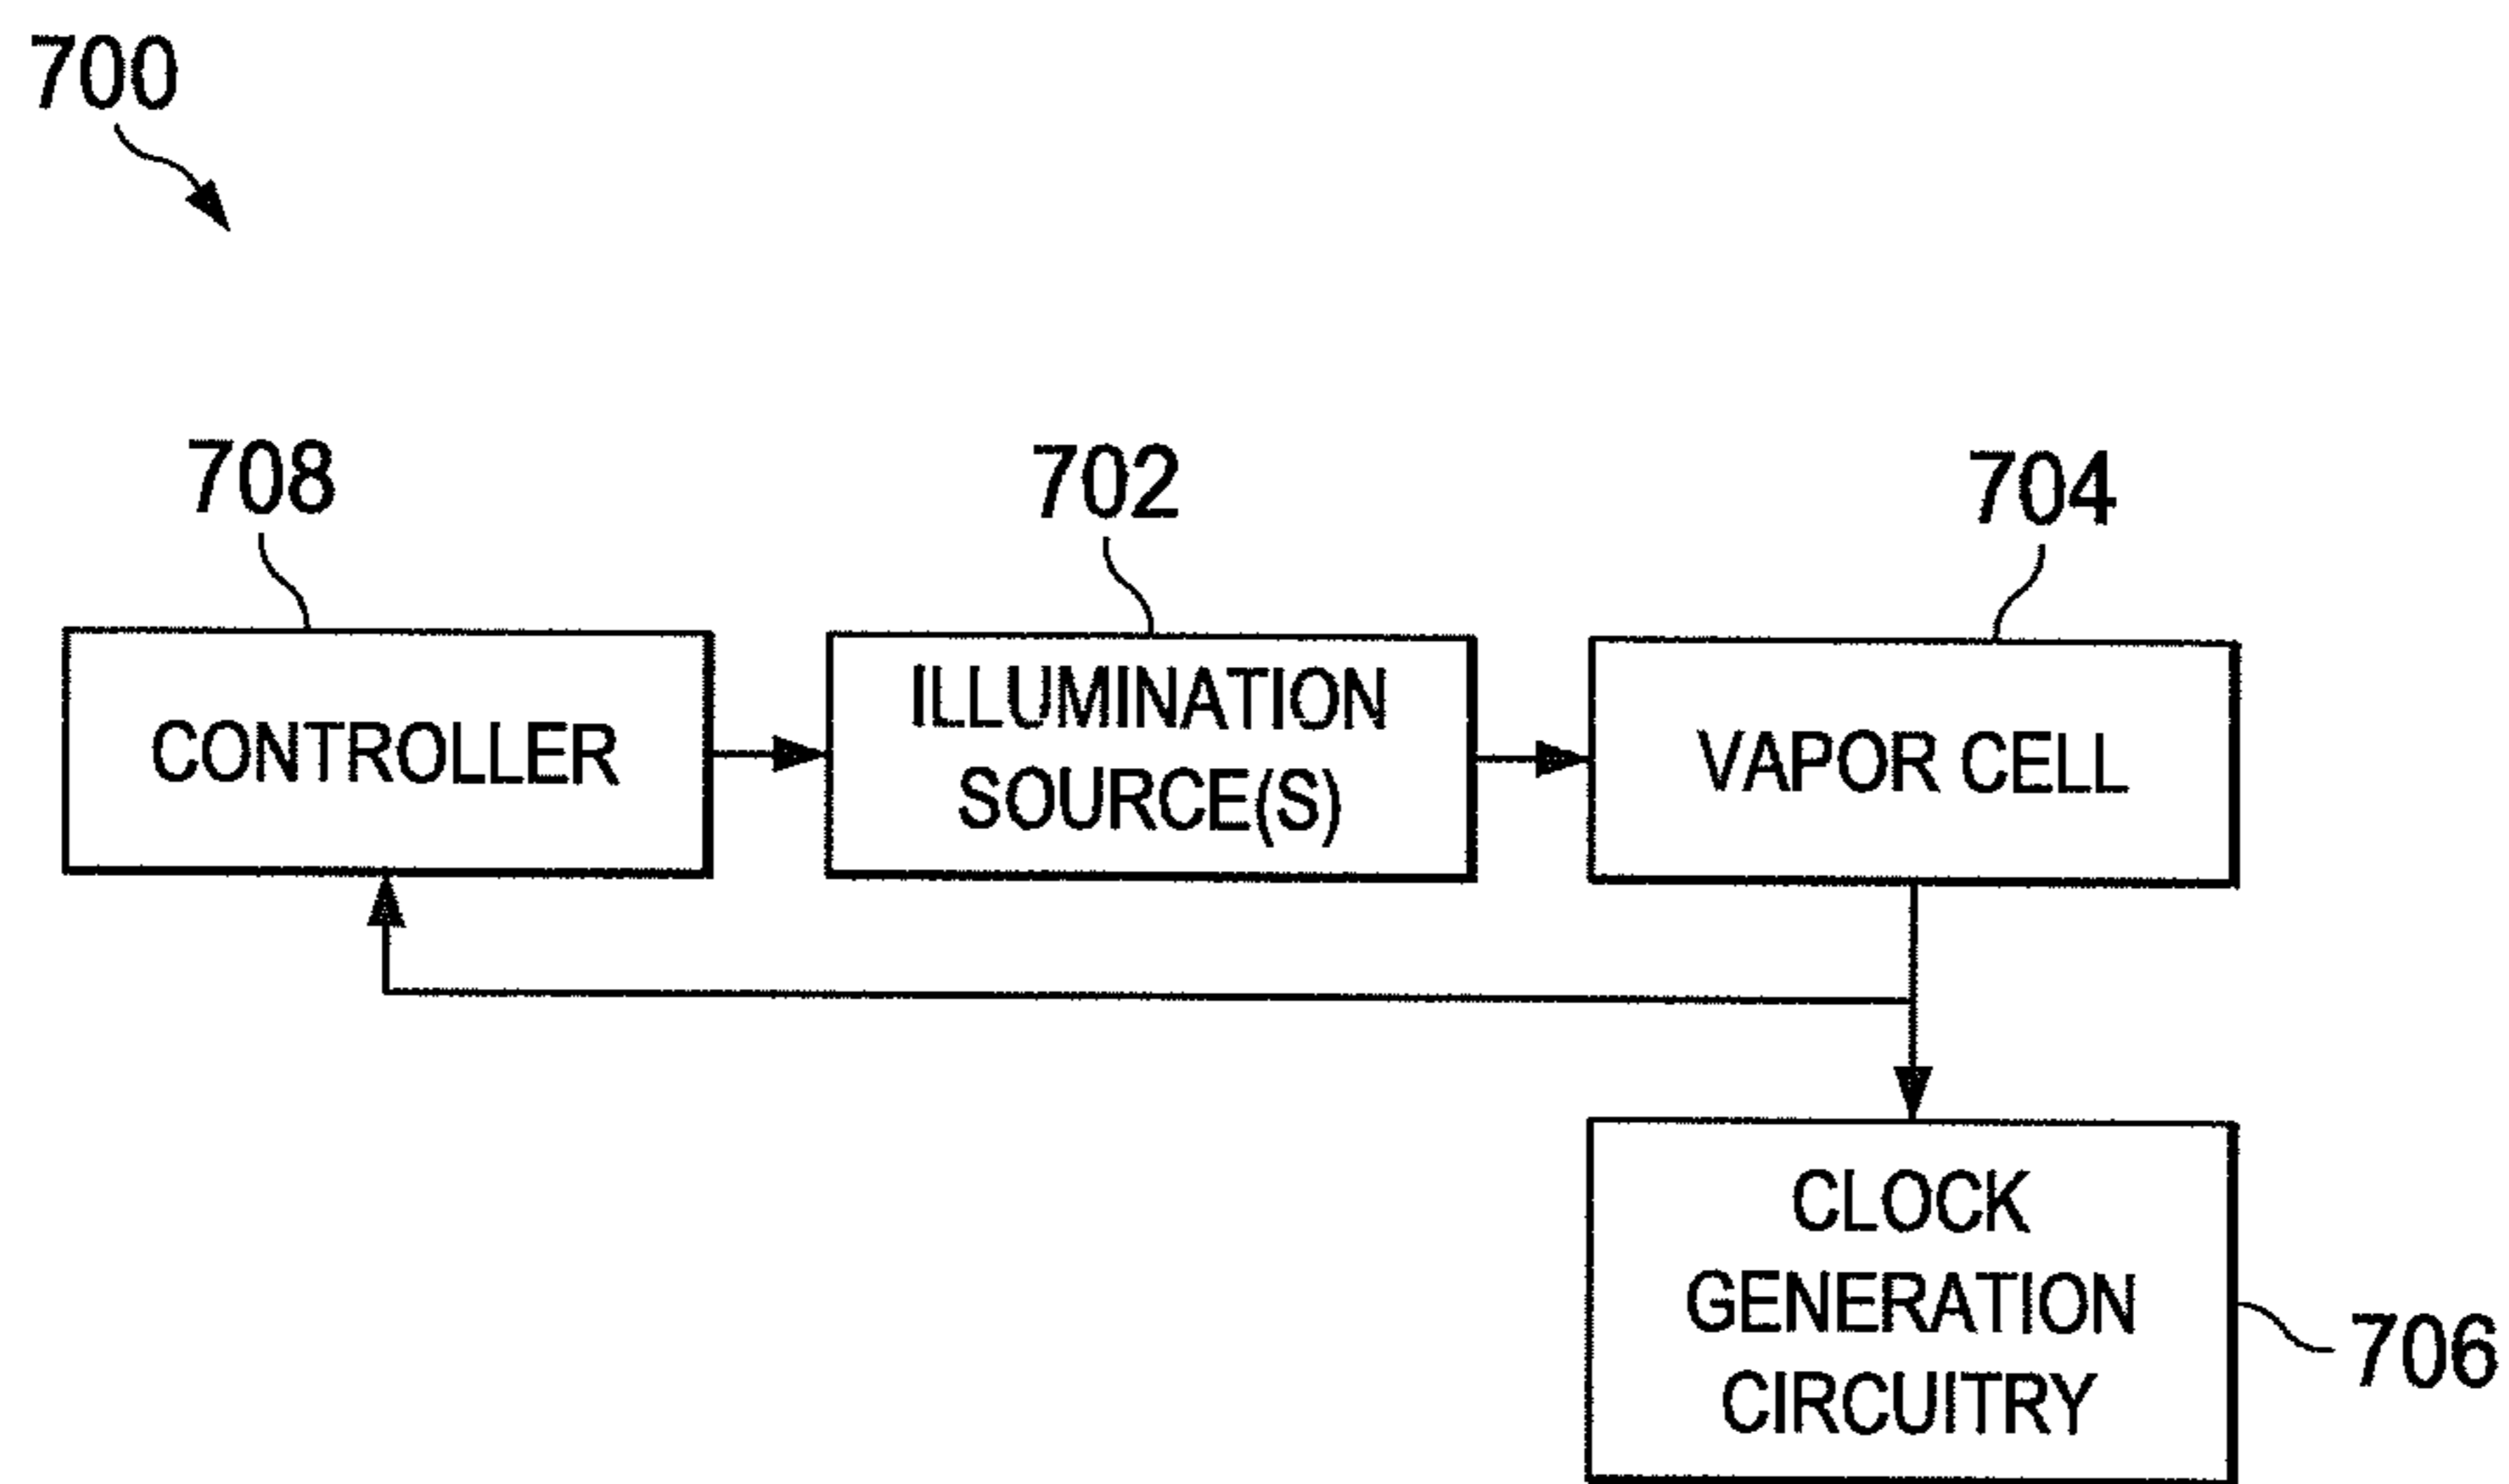 700
708
702
704
CONTROLLER
ILLUMINATION
SOURCE(S)
VAPOR CELL
CLOCK
GENERATION
CIRCUITRY
706